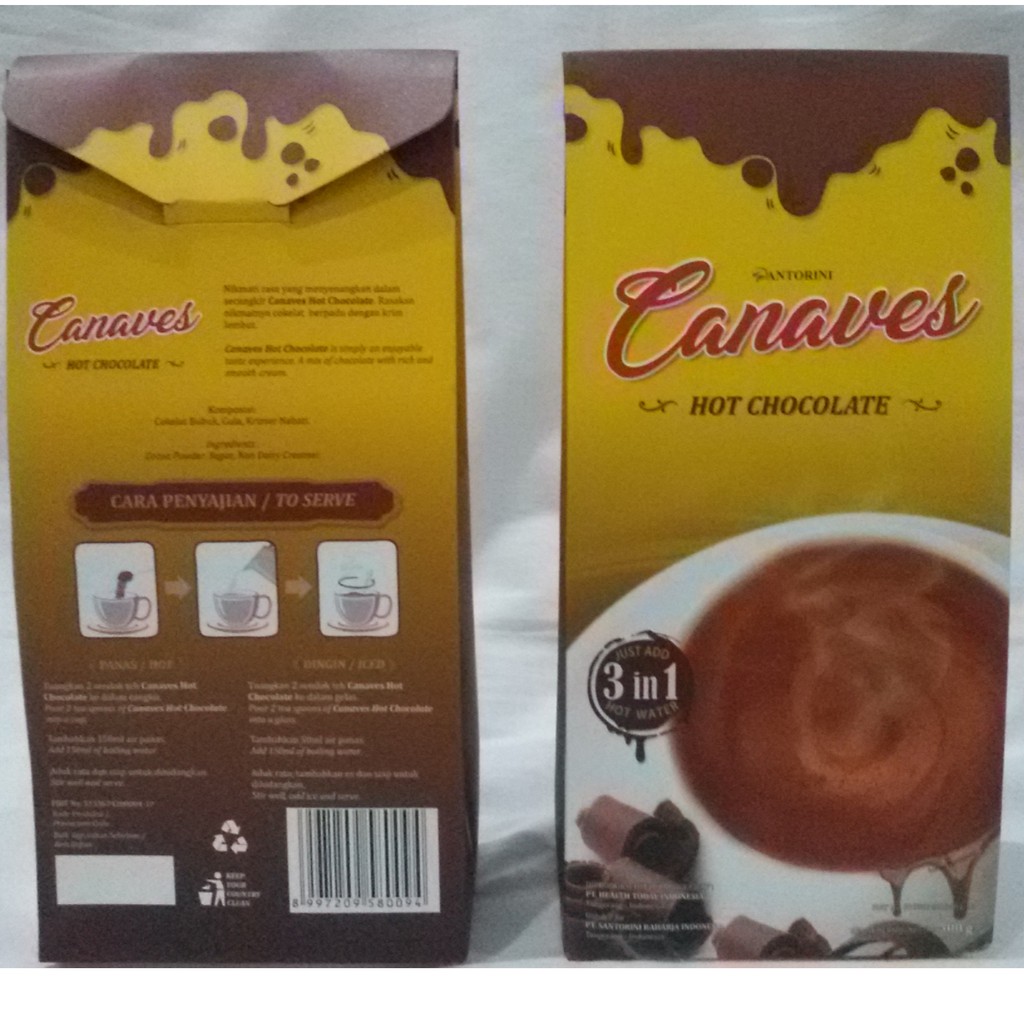 Canaves
HOT CHOCOLATE
Nikmati rasa yang menyenangkan dalam
secangkir Canaves Hot Chocolate. Rasakan
nikmatnya cokelat, berpadu dengan krim
lembut.
Canaves Hot Chocolate is simply an enjoyable
taste experience. A mix of chocolate with rich and
smooth cream.
Komposisi:
Cokelat Bubuk, Gula, Krimer Nabati
Ingredients:
Cocoa Powder, Sugar, Non Dairy Creamer
CARA PENYAJIAN / TO SERVE
PANAS / HOT
Tuangkan 2 sendok teh Canaves Hot
Chocolate ke dalam cangkir.
Pour 2 tea spoons of Canaves Hot Chocolate
into a cup.
Tambahkan 150ml air panas.
Add 150ml of boiling water
Aduk rata dan siap untuk dihidangkan
Stir well and serve
DINGIN / ICED
Tuangkan 2 sendok teh Canaves Hot
Chocolate ke dalam gelas.
Pour 2 tea spoons of Canaves Hot Chocolate
into a glass.
Tambahkan 50ml air panas.
Add 150ml of boiling water
Aduk rata, tambahkan es dan siap untuk
dihidangkan.
Stir well, add ice and serve
KEEP
YOUR
COUNTRY
CLEAN
8 997209 580094
SANTORINI
Canaves
HOT CHOCOLATE
JUST ADD
3 in 1
HOT WATER
PT. HEALTH TODAY INDONESIA
PT. SANTORINI RAHARJA INDONESIA